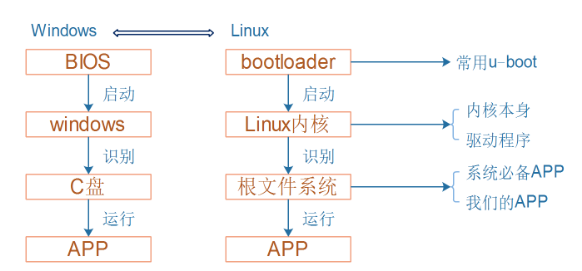 Windows
Linux
BIOS
bootloader
常用u-boot
启动
启动
windows
Linux内核
内核本身
驱动程序
识别
识别
C盘
根文件系统
系统必备APP
我们的APP
运行
运行
APP
APP